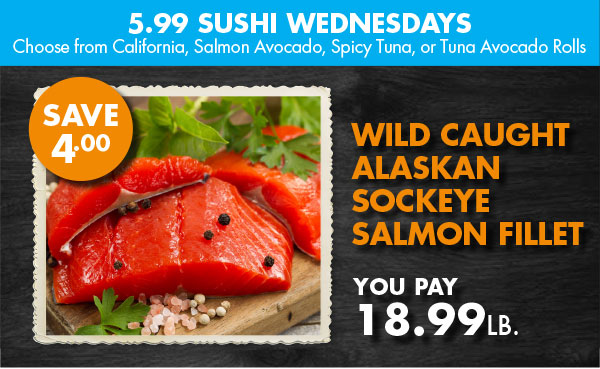 5.99 SUSHI WEDNESDAYS
Choose from California, Salmon Avocado, Spicy Tuna, or Tuna Avocado Rolls
SAVE
4.00
WILD CAUGHT
ALASKAN
SOCKEYE
SALMON FILLET
YOU PAY
18.99LB.